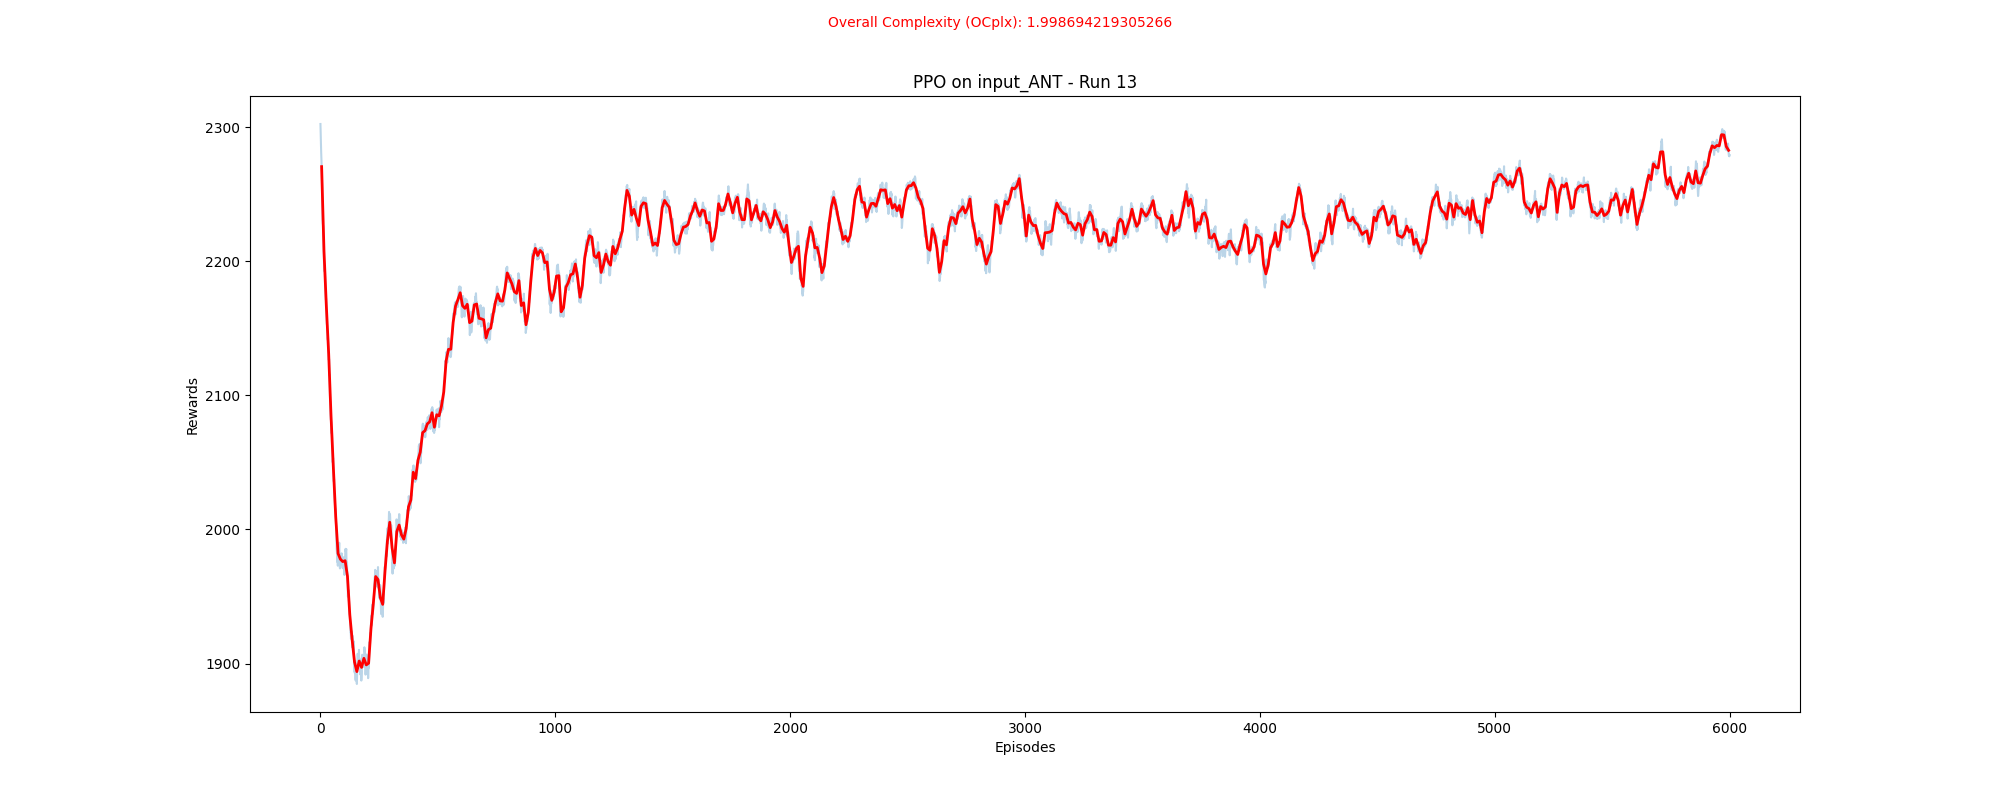 Overall Complexity (OCplx): 1.998694219305266
PPO on input_ANT - Run 13
2300
2200
2100
2000
1900
Rewards
0 1000 2000 3000 4000 5000 6000
Episodes